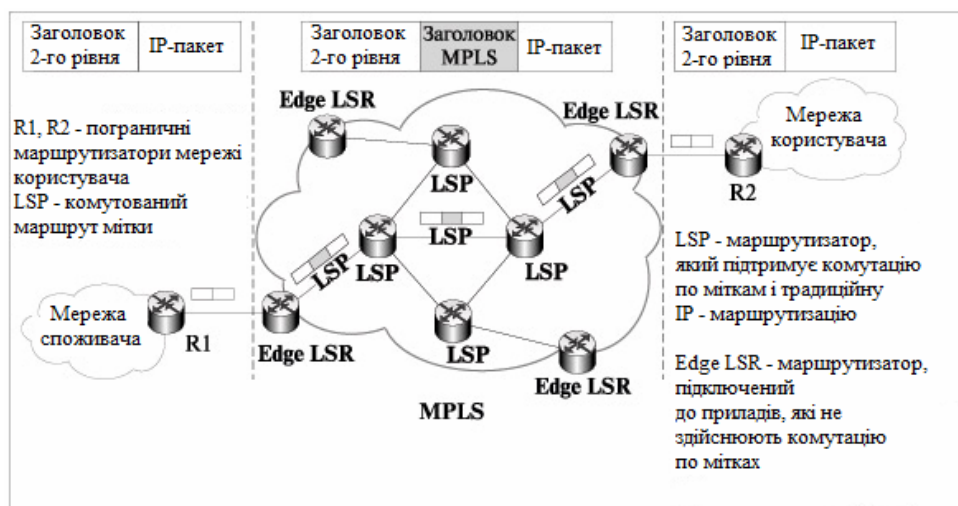 Заголовок
2-го рівня
IP-пакет
Заголовок
2-го рівня
Заголовок
MPLS
IP-пакет
Заголовок
2-го рівня
IP-пакет
R1, R2 - пограничні
маршрутизатори мережі
користувача
LSP - комутований
маршрут мітки
Edge LSR
Edge LSR
Мережа
користувача
R2
LSP
LSP
LSP
LSP
LSP
LSP
LSP
Мережа
споживача
R1
Edge LSR
Edge LSR
MPLS
LSP - маршрутизатор,
який підтримує комутацію
по міткам і традиційну
IP - маршрутизацію
Edge LSR - маршрутизатор,
підключений
до приладів, які не
здійснюють комутацію
по мітках